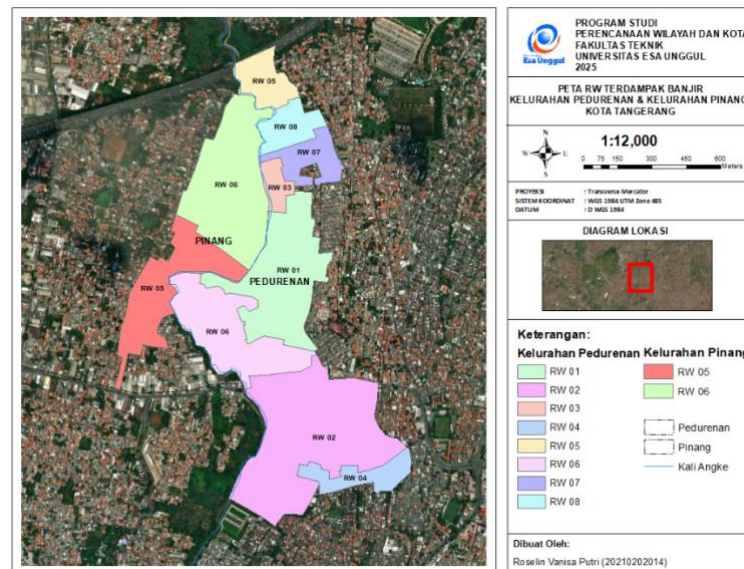 RW 05
RW 08
RW 07
RW 03
RW 06
PINANG
RW 01
PEDURENAN
RW 05
RW 06
RW 02
RW 04
Esa Unggul
PROGRAM STUDI
PERENCANAAN WILAYAH DAN KOTA
FAKULTAS TEKNIK
UNIVERSITAS ESA UNGGUL
2025
PETA RW TERDAMPAK BANJIR
KELURAHAN PEDURENAN & KELURAHAN PINANG
KOTA TANGERANG
N
W E
S
1:12,000
0 75 150 300 450 600
Meters
PROYEKSI : Transverse Mercator
SISTEM KOORDINAT : WGS 1984 UTM Zone 48S
DATUM : D WGS 1984
DIAGRAM LOKASI
Keterangan:
Kelurahan Pedurenan Kelurahan Pinang
RW 01 RW 05
RW 02 RW 06
RW 03
RW 04 Pedurenan
RW 05 Pinang
RW 06 Kali Angke
RW 07
RW 08
Dibuat Oleh:
Roselin Vanisa Putri (20210202014)